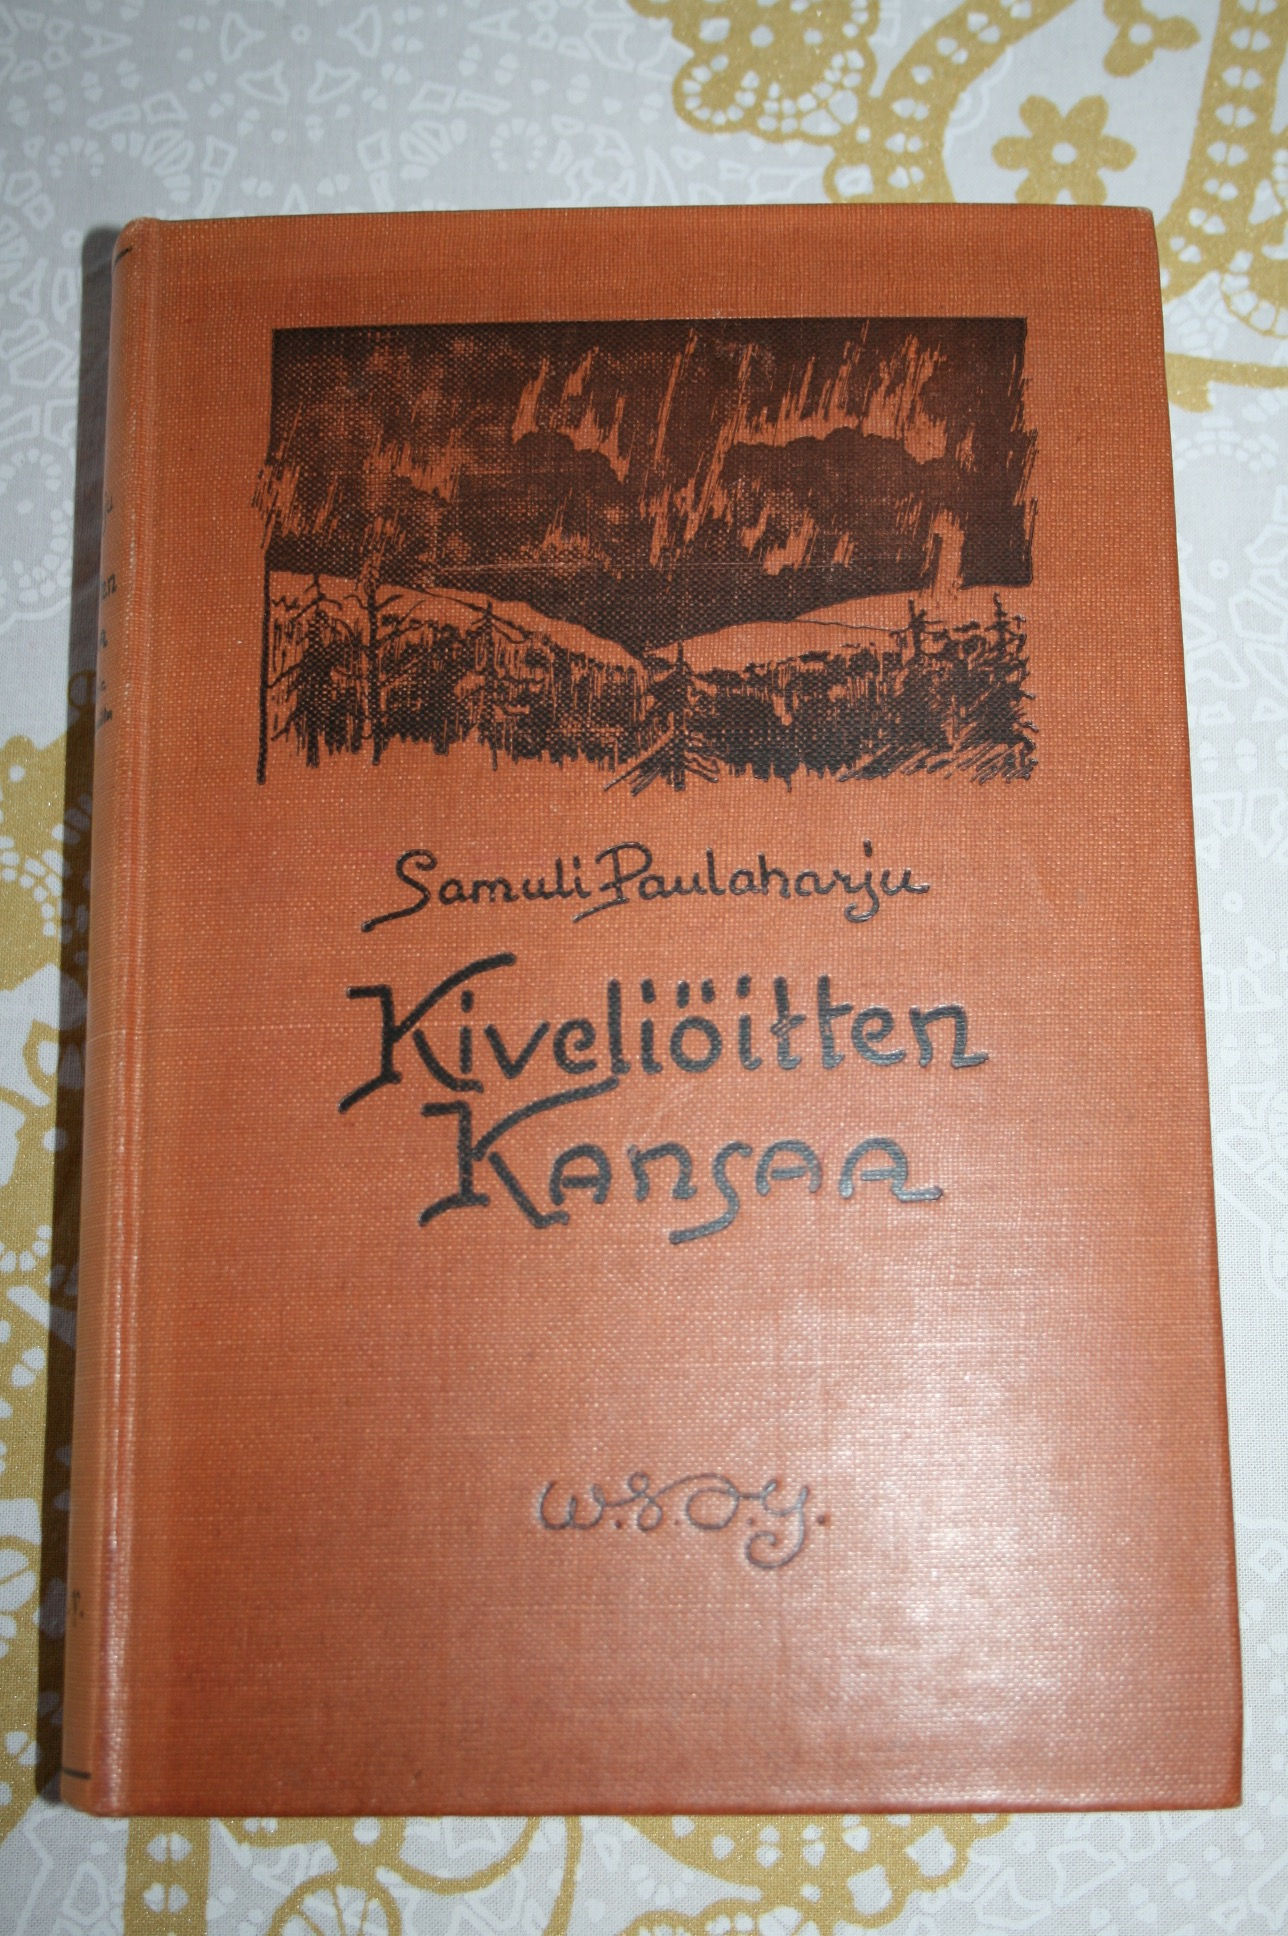 Samuli Paulaharju
Kiveliöitten
Kansaa
W.S.O.Y.